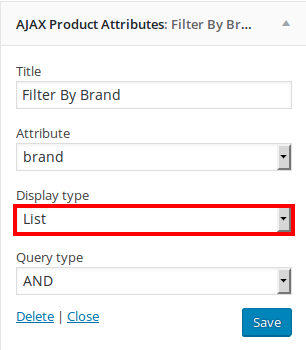 AJAX Product Attributes: Filter By Br...
Title
Filter By Brand
Attribute
brand
Display type
List
Query type
AND
Delete | Close
Save